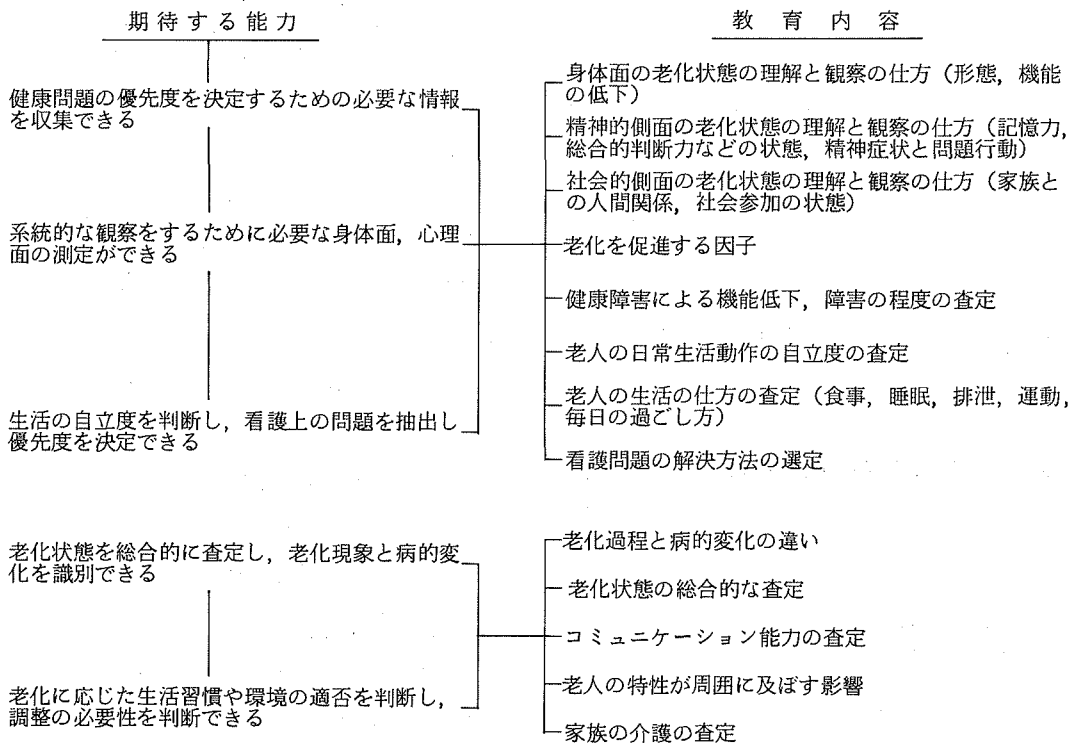 期待する能力
教育内容
健康問題の優先度を決定するための必要な情報
を収集できる
系統的な観察をするために必要な身体面，心理
面の測定ができる
生活の自立度を判断し，看護上の問題を抽出し
優先度を決定できる
身体面の老化状態の理解と観察の仕方（形態，機能
の低下）
精神的側面の老化状態の理解と観察の仕方（記憶力，
総合的判断力などの状態，精神症状と問題行動）
社会的側面の老化状態の理解と観察の仕方（家族と
の人間関係，社会参加の状態）
老化を促進する因子
健康障害による機能低下，障害の程度の査定
老人の日常生活動作の自立度の査定
老人の生活の仕方の査定（食事，睡眠，排泄，運動，
毎日の過ごし方）
看護問題の解決方法の選定
老化状態を総合的に査定し，老化現象と病的変
化を識別できる
老化に応じた生活習慣や環境の適否を判断し，
調整の必要性を判断できる
老化過程と病的変化の違い
老化状態の総合的な査定
コミュニケーション能力の査定
老人の特性が周囲に及ぼす影響
家族の介護の査定